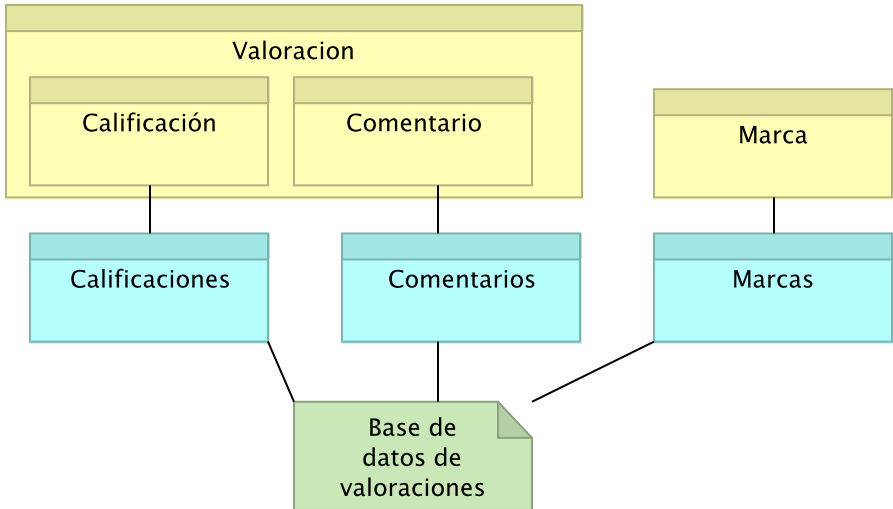 Valoracion
Calificación
Comentario
Marca
Calificaciones
Comentarios
Marcas
Base de
datos de
valoraciones